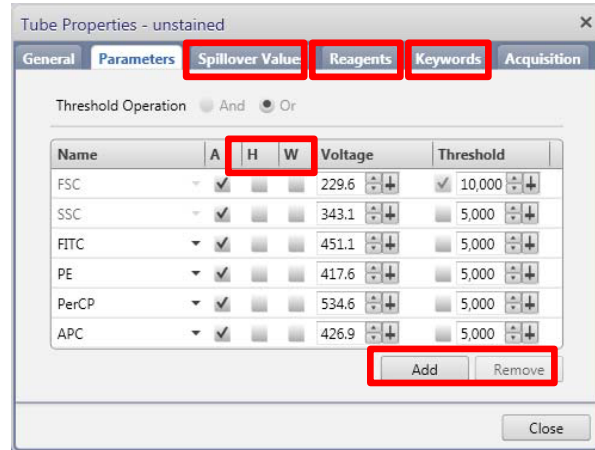 Tube Properties - unstained
General Parameters Spillover Value Reagents Keywords Acquisition
Threshold Operation And Or
Name A H W Voltage Threshold
FSC 229.6 10,000
SSC 343.1 5,000
FITC 451.1 5,000
PE 417.6 5,000
PerCP 534.6 5,000
APC 426.9 5,000
Add Remove
Close